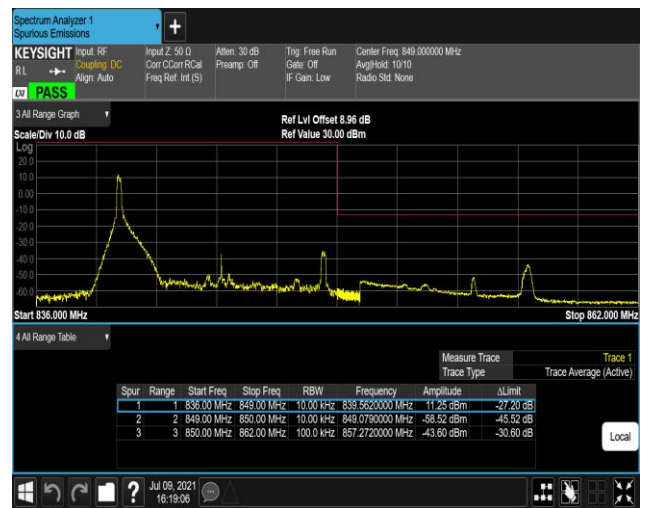 Spectrum Analyzer 1
Spurious Emissions
+
KEYSIGHT Input: RF Input Z: 50 Ω Atten: 30 dB Trig: Free Run Center Freq: 849.000000 MHz
R L Coupling: DC Corr CCorr RCal Preamp: Off Gate: Off Avg|Hold: 10/10
Align: Auto Freq Ref: Int (S) IF Gain: Low Radio Std: None
LXI PASS
3 All Range Graph
Ref Lvl Offset 8.96 dB
Scale/Div 10.0 dB Ref Value 30.00 dBm
Log
20.0
10.0
0.00
-10.0
-20.0
-30.0
-40.0
-50.0
-60.0
Start 836.000 MHz Stop 862.000 MHz
4 All Range Table
Measure Trace Trace 1
Trace Type Trace Average (Active)
Spur Range Start Freq Stop Freq RBW Frequency Amplitude ΔLimit
1 1 836.00 MHz 849.00 MHz 10.00 kHz 839.5620000 MHz 11.25 dBm -27.20 dB
2 2 849.00 MHz 850.00 MHz 10.00 kHz 849.0790000 MHz -58.52 dBm -45.52 dB
3 3 850.00 MHz 862.00 MHz 100.0 kHz 857.2720000 MHz -43.60 dBm -30.60 dB
Local
? Jul 09, 2021
16:19:06